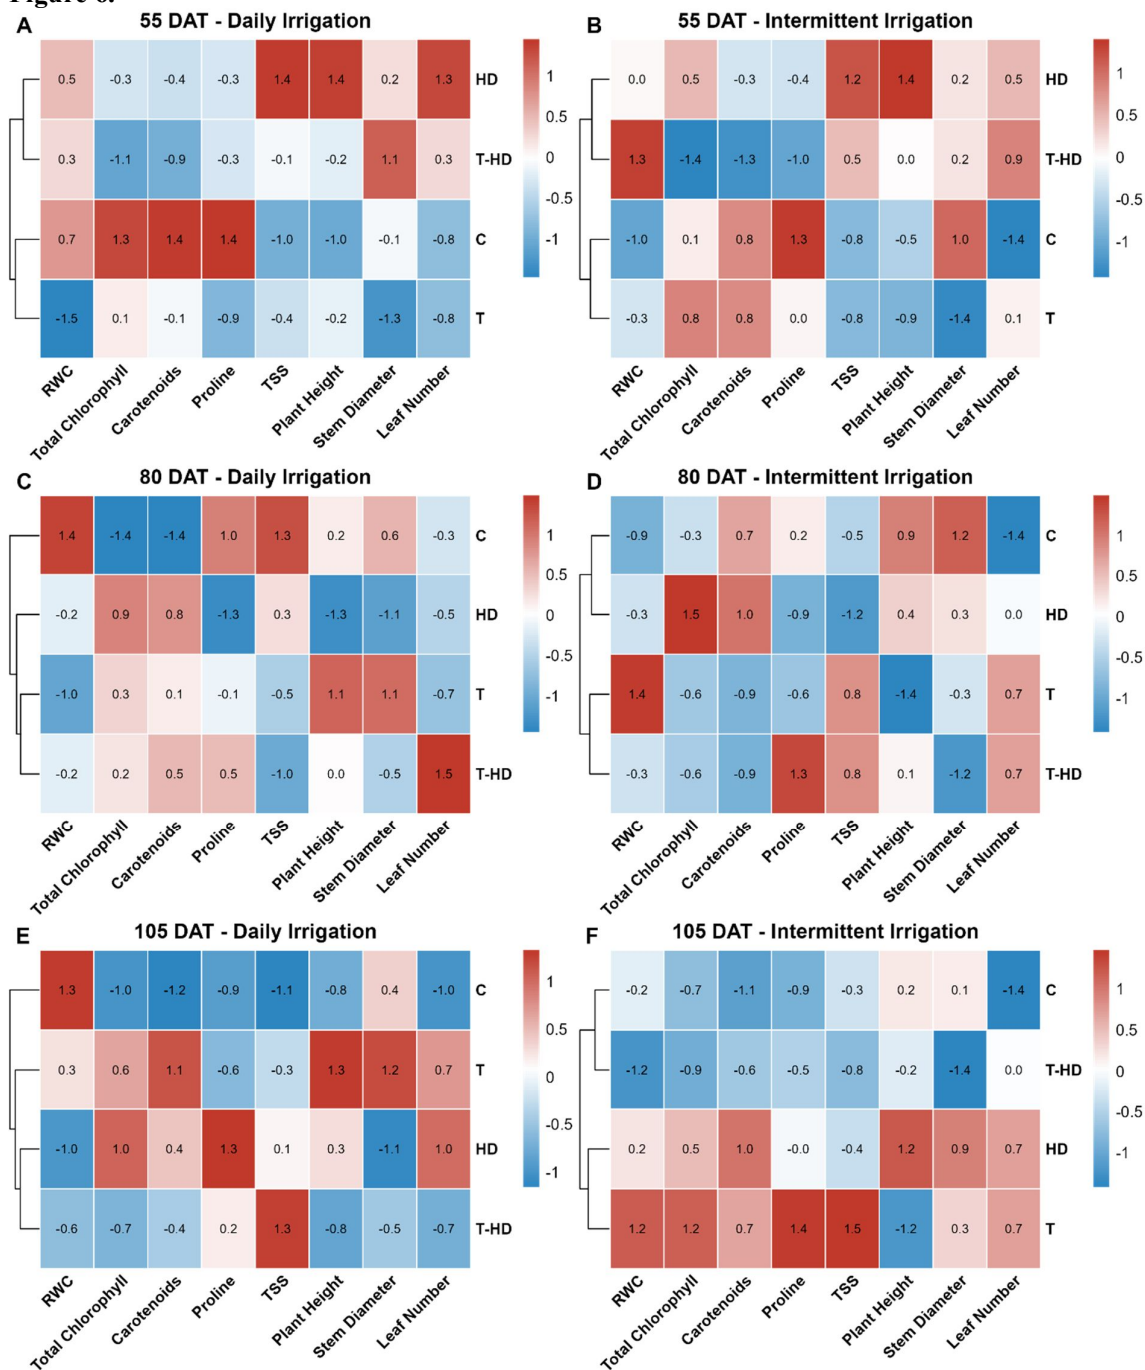 Figure 6.
A 55 DAT - Daily Irrigation
0.5 -0.3 -0.4 -0.3 1.4 1.4 0.2 1.3 HD
0.3 -1.1 -0.9 -0.3 -0.1 -0.2 1.1 0.3 T-HD
0.7 1.3 1.4 1.4 -1.0 -1.0 -0.1 -0.8 C
-1.5 0.1 -0.1 -0.9 -0.4 -0.2 -1.3 -0.8 T
RWC Total Chlorophyll Carotenoids Proline TSS Plant Height Stem Diameter Leaf Number
1
0.5
0
-0.5
-1
B 55 DAT - Intermittent Irrigation
0.0 0.5 -0.3 -0.4 1.2 1.4 0.2 0.5 HD
1.3 -1.4 -1.3 -1.0 0.5 0.0 0.2 0.9 T-HD
-1.0 0.1 0.8 1.3 -0.8 -0.5 1.0 -1.4 C
-0.3 0.8 0.8 0.0 -0.8 -0.9 -1.4 0.1 T
RWC Total Chlorophyll Carotenoids Proline TSS Plant Height Stem Diameter Leaf Number
1
0.5
0
-0.5
-1
C 80 DAT - Daily Irrigation
1.4 -1.4 -1.4 1.0 1.3 0.2 0.6 -0.3 C
-0.2 0.9 0.8 -1.3 0.3 -1.3 -1.1 -0.5 HD
-1.0 0.3 0.1 -0.1 -0.5 1.1 1.1 -0.7 T
-0.2 0.2 0.5 0.5 -1.0 0.0 -0.5 1.5 T-HD
RWC Total Chlorophyll Carotenoids Proline TSS Plant Height Stem Diameter Leaf Number
1
0.5
0
-0.5
-1
D 80 DAT - Intermittent Irrigation
-0.9 -0.3 0.7 0.2 -0.5 0.9 1.2 -1.4 C
-0.3 1.5 1.0 -0.9 -1.2 0.4 0.3 0.0 HD
1.4 -0.6 -0.9 -0.6 0.8 -1.4 -0.3 0.7 T
-0.3 -0.6 -0.9 1.3 0.8 0.1 -1.2 0.7 T-HD
RWC Total Chlorophyll Carotenoids Proline TSS Plant Height Stem Diameter Leaf Number
1
0.5
0
-0.5
-1
E 105 DAT - Daily Irrigation
1.3 -1.0 -1.2 -0.9 -1.1 -0.8 0.4 -1.0 C
0.3 0.6 1.1 -0.6 -0.3 1.3 1.2 0.7 T
-1.0 1.0 0.4 1.3 0.1 0.3 -1.1 1.0 HD
-0.6 -0.7 -0.4 0.2 1.3 -0.8 -0.5 -0.7 T-HD
RWC Total Chlorophyll Carotenoids Proline TSS Plant Height Stem Diameter Leaf Number
1
0.5
0
-0.5
-1
F 105 DAT - Intermittent Irrigation
-0.2 -0.7 -1.1 -0.9 -0.3 0.2 0.1 -1.4 C
-1.2 -0.9 -0.6 -0.5 -0.8 -0.2 -1.4 0.0 T-HD
0.2 0.5 1.0 -0.0 -0.4 1.2 0.9 0.7 HD
1.2 1.2 0.7 1.4 1.5 -1.2 0.3 0.7 T
RWC Total Chlorophyll Carotenoids Proline TSS Plant Height Stem Diameter Leaf Number
1
0.5
0
-0.5
-1